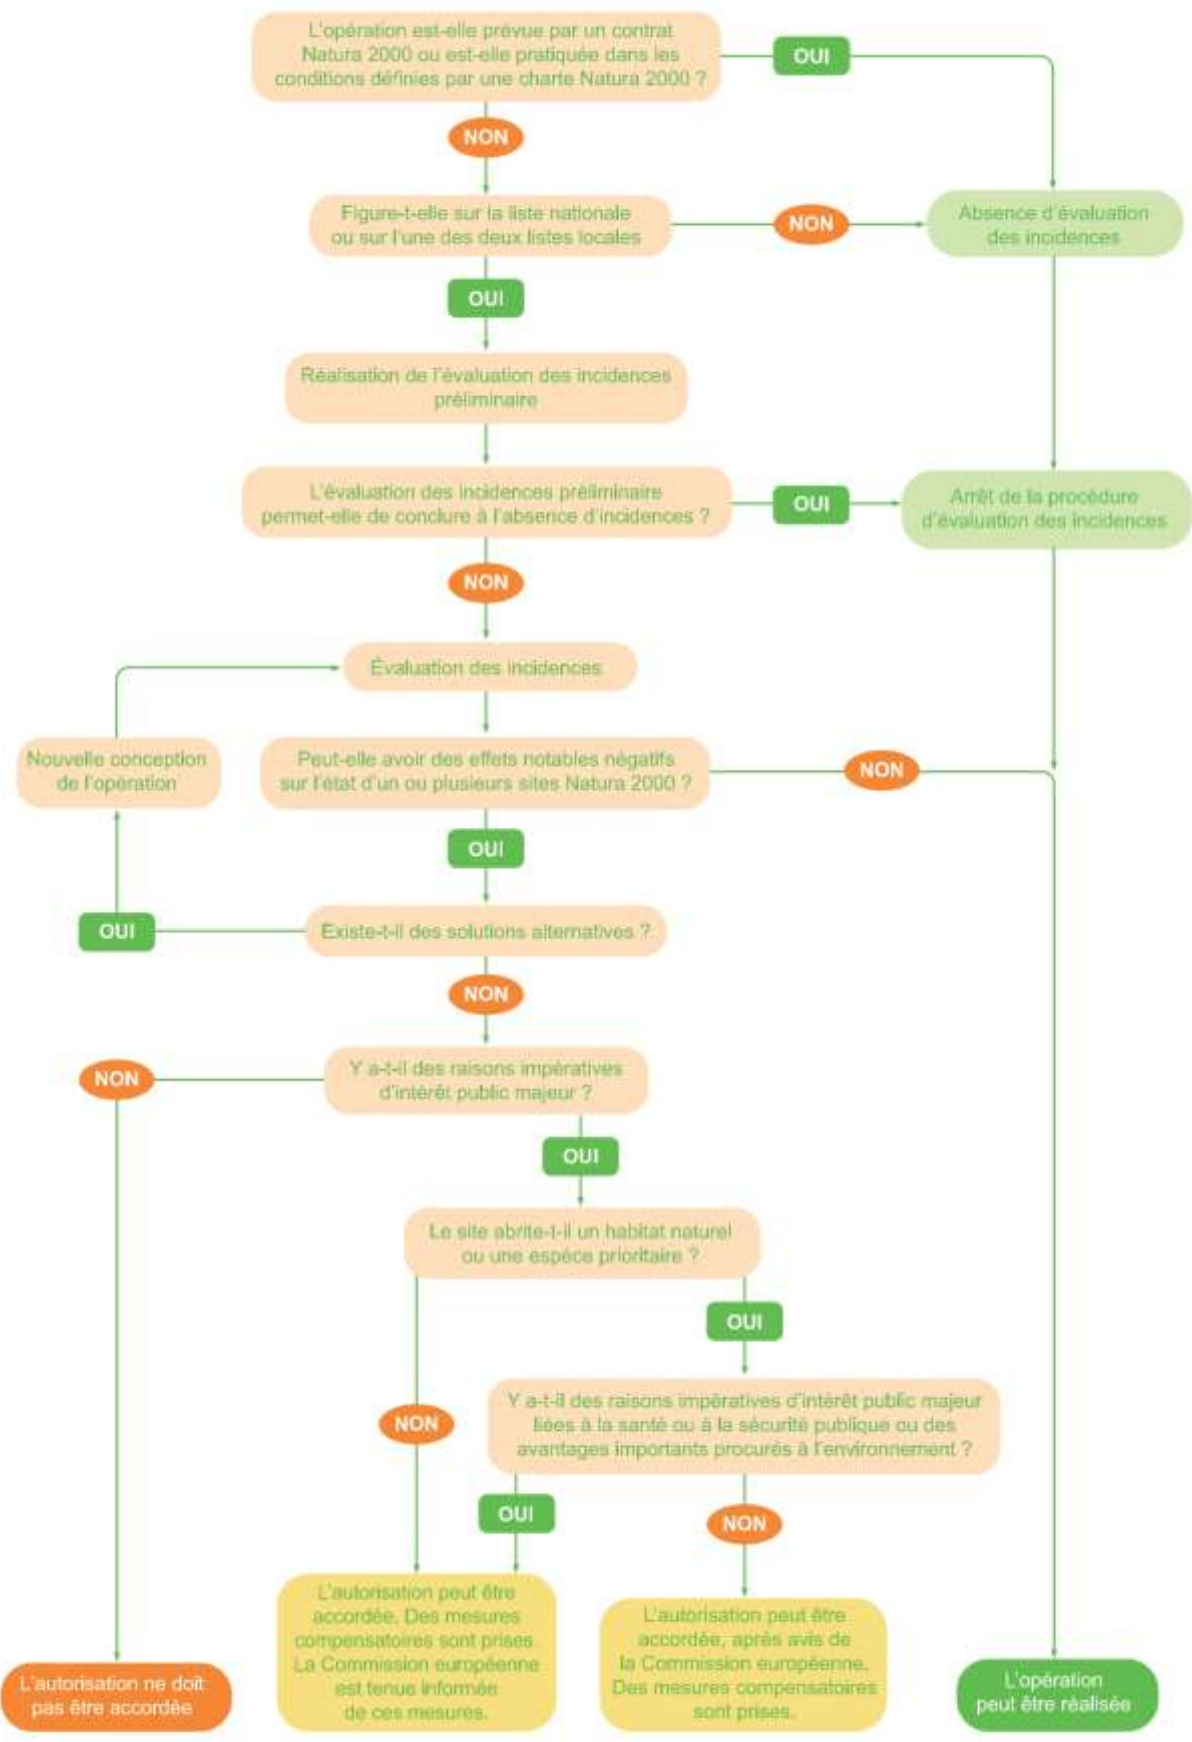 L'opération est-elle prévue par un contrat
Natura 2000 ou est-elle pratiquée dans les
conditions définies par une charte Natura 2000 ?
OUI
NON
Figure-t-elle sur la liste nationale
ou sur l'une des deux listes locales
NON
Absence d'évaluation
des incidences
OUI
Réalisation de l'évaluation des incidences
préliminaire
L'évaluation des incidences préliminaire
permet-elle de conclure à l'absence d'incidences ?
OUI
Arrêt de la procédure
d'évaluation des incidences
NON
Évaluation des incidences
Nouvelle conception
de l'opération
Peut-elle avoir des effets notables négatifs
sur l'état d'un ou plusieurs sites Natura 2000 ?
NON
OUI
OUI
Existe-t-il des solutions alternatives ?
NON
Y a-t-il des raisons impératives
d'intérêt public majeur ?
NON
OUI
Le site abrite-t-il un habitat naturel
ou une espèce prioritaire ?
OUI
Y a-t-il des raisons impératives d'intérêt public majeur
liées à la santé ou à la sécurité publique ou des
avantages importants procurés à l'environnement ?
NON
OUI
NON
L'autorisation peut être
accordée. Des mesures
compensatoires sont prises.
La Commission européenne
est tenue informée
de ces mesures.
L'autorisation peut être
accordée, après avis de
la Commission européenne.
Des mesures compensatoires
sont prises.
L'autorisation ne doit
pas être accordée
L'opération
peut être réalisée